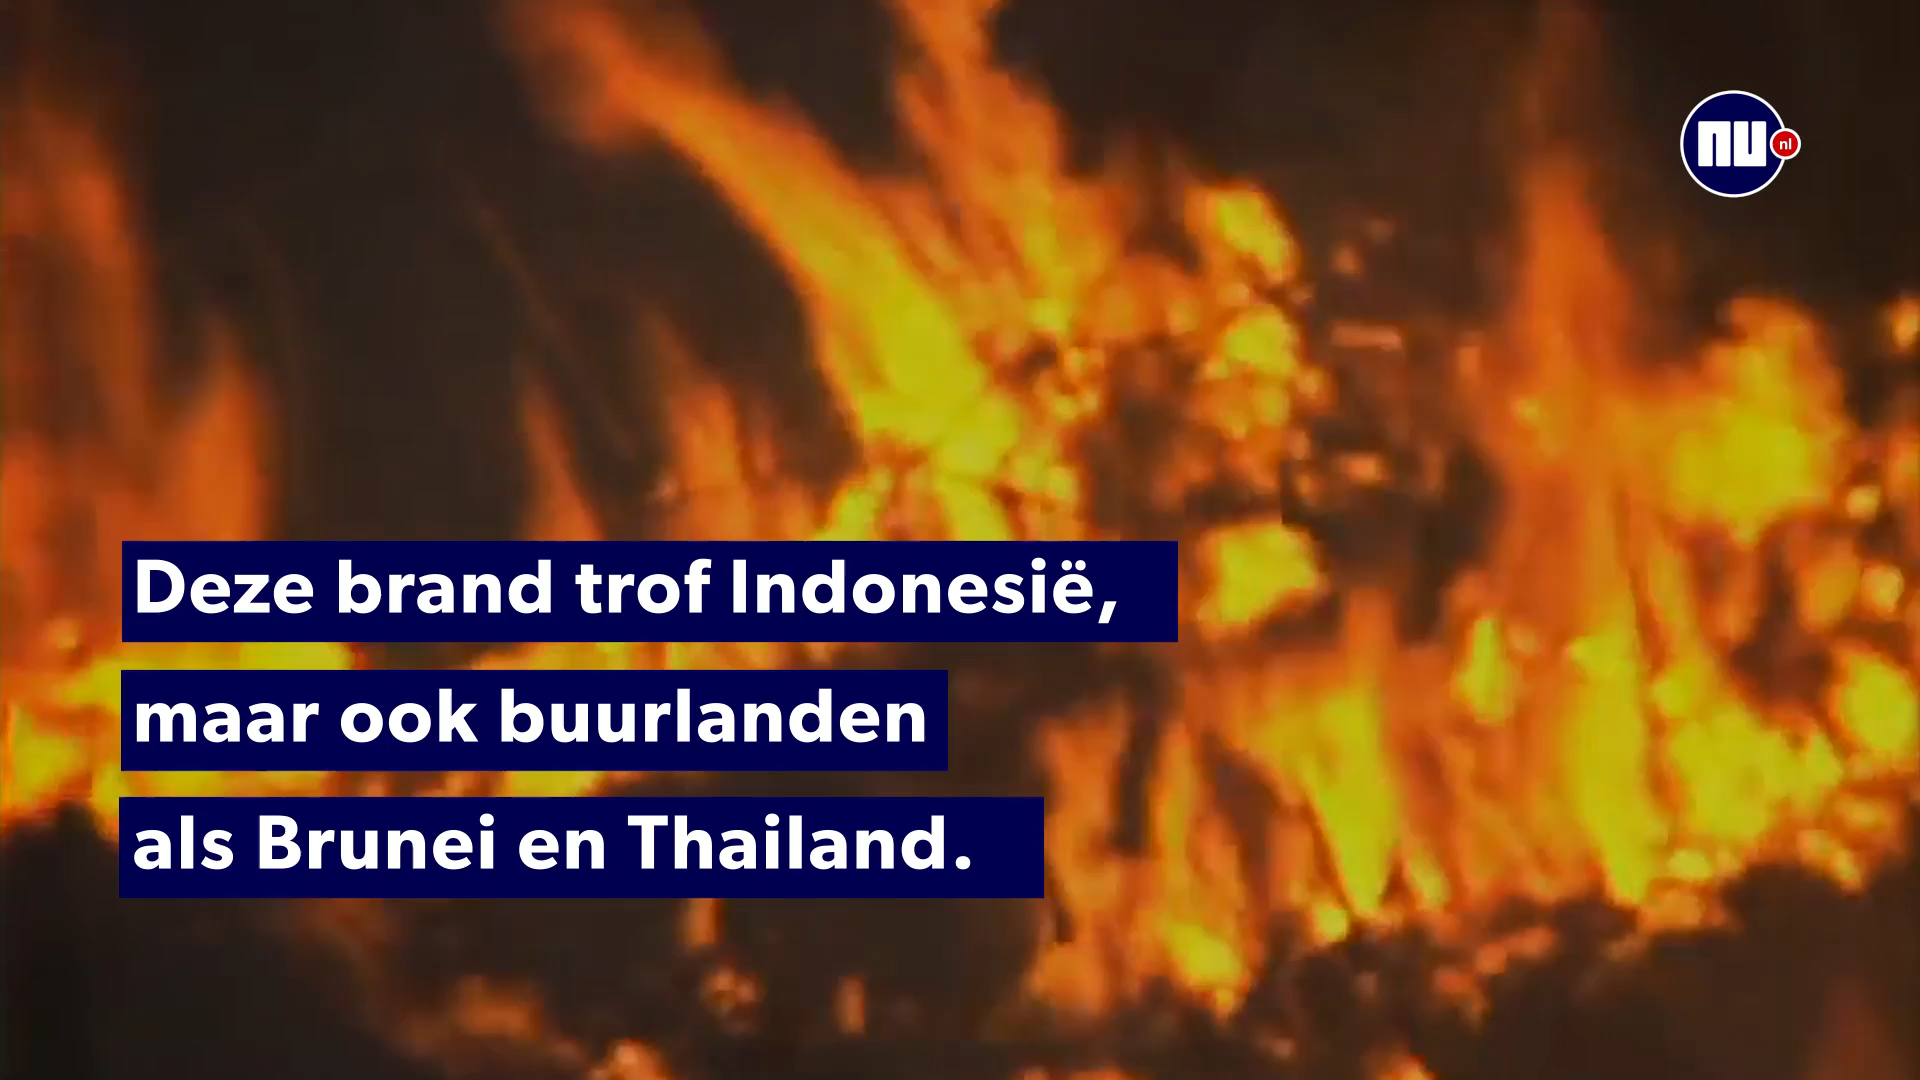 nu
nl
Deze brand trof Indonesië,
maar ook buurlanden
als Brunei en Thailand.